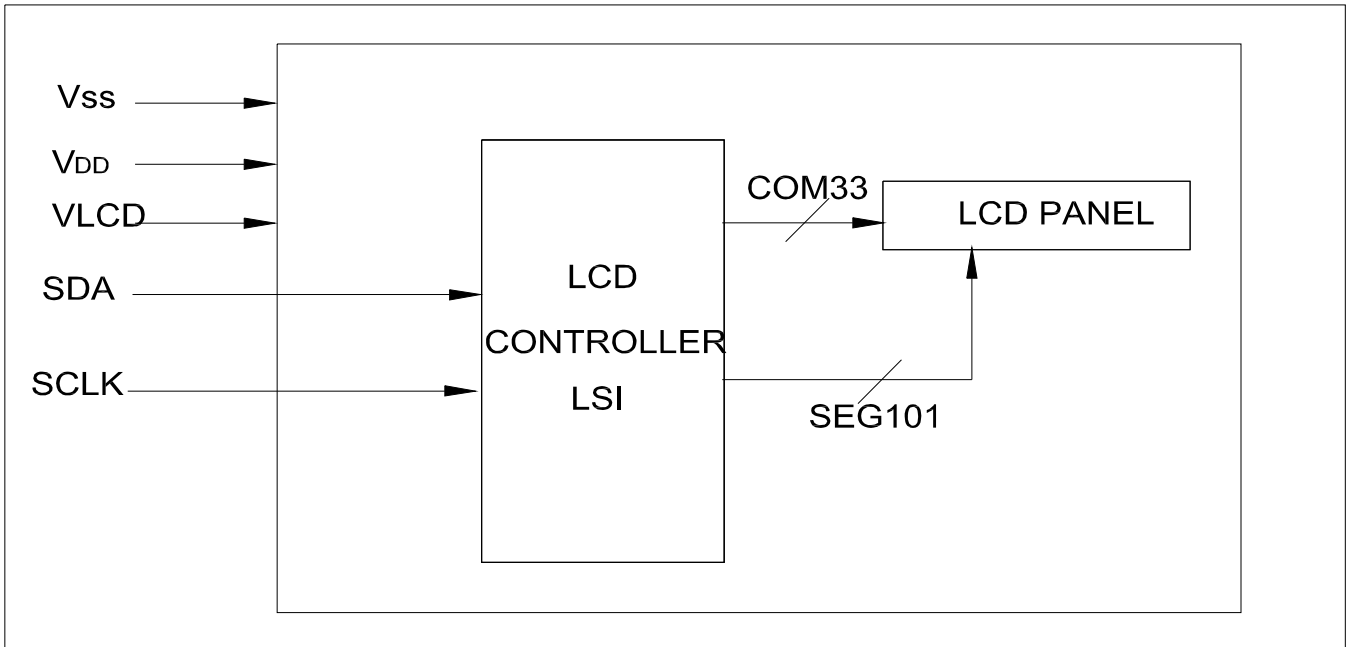 Vss
VDD
VLCD
SDA
SCLK
LCD
CONTROLLER
LSI
COM33
LCD PANEL
SEG101